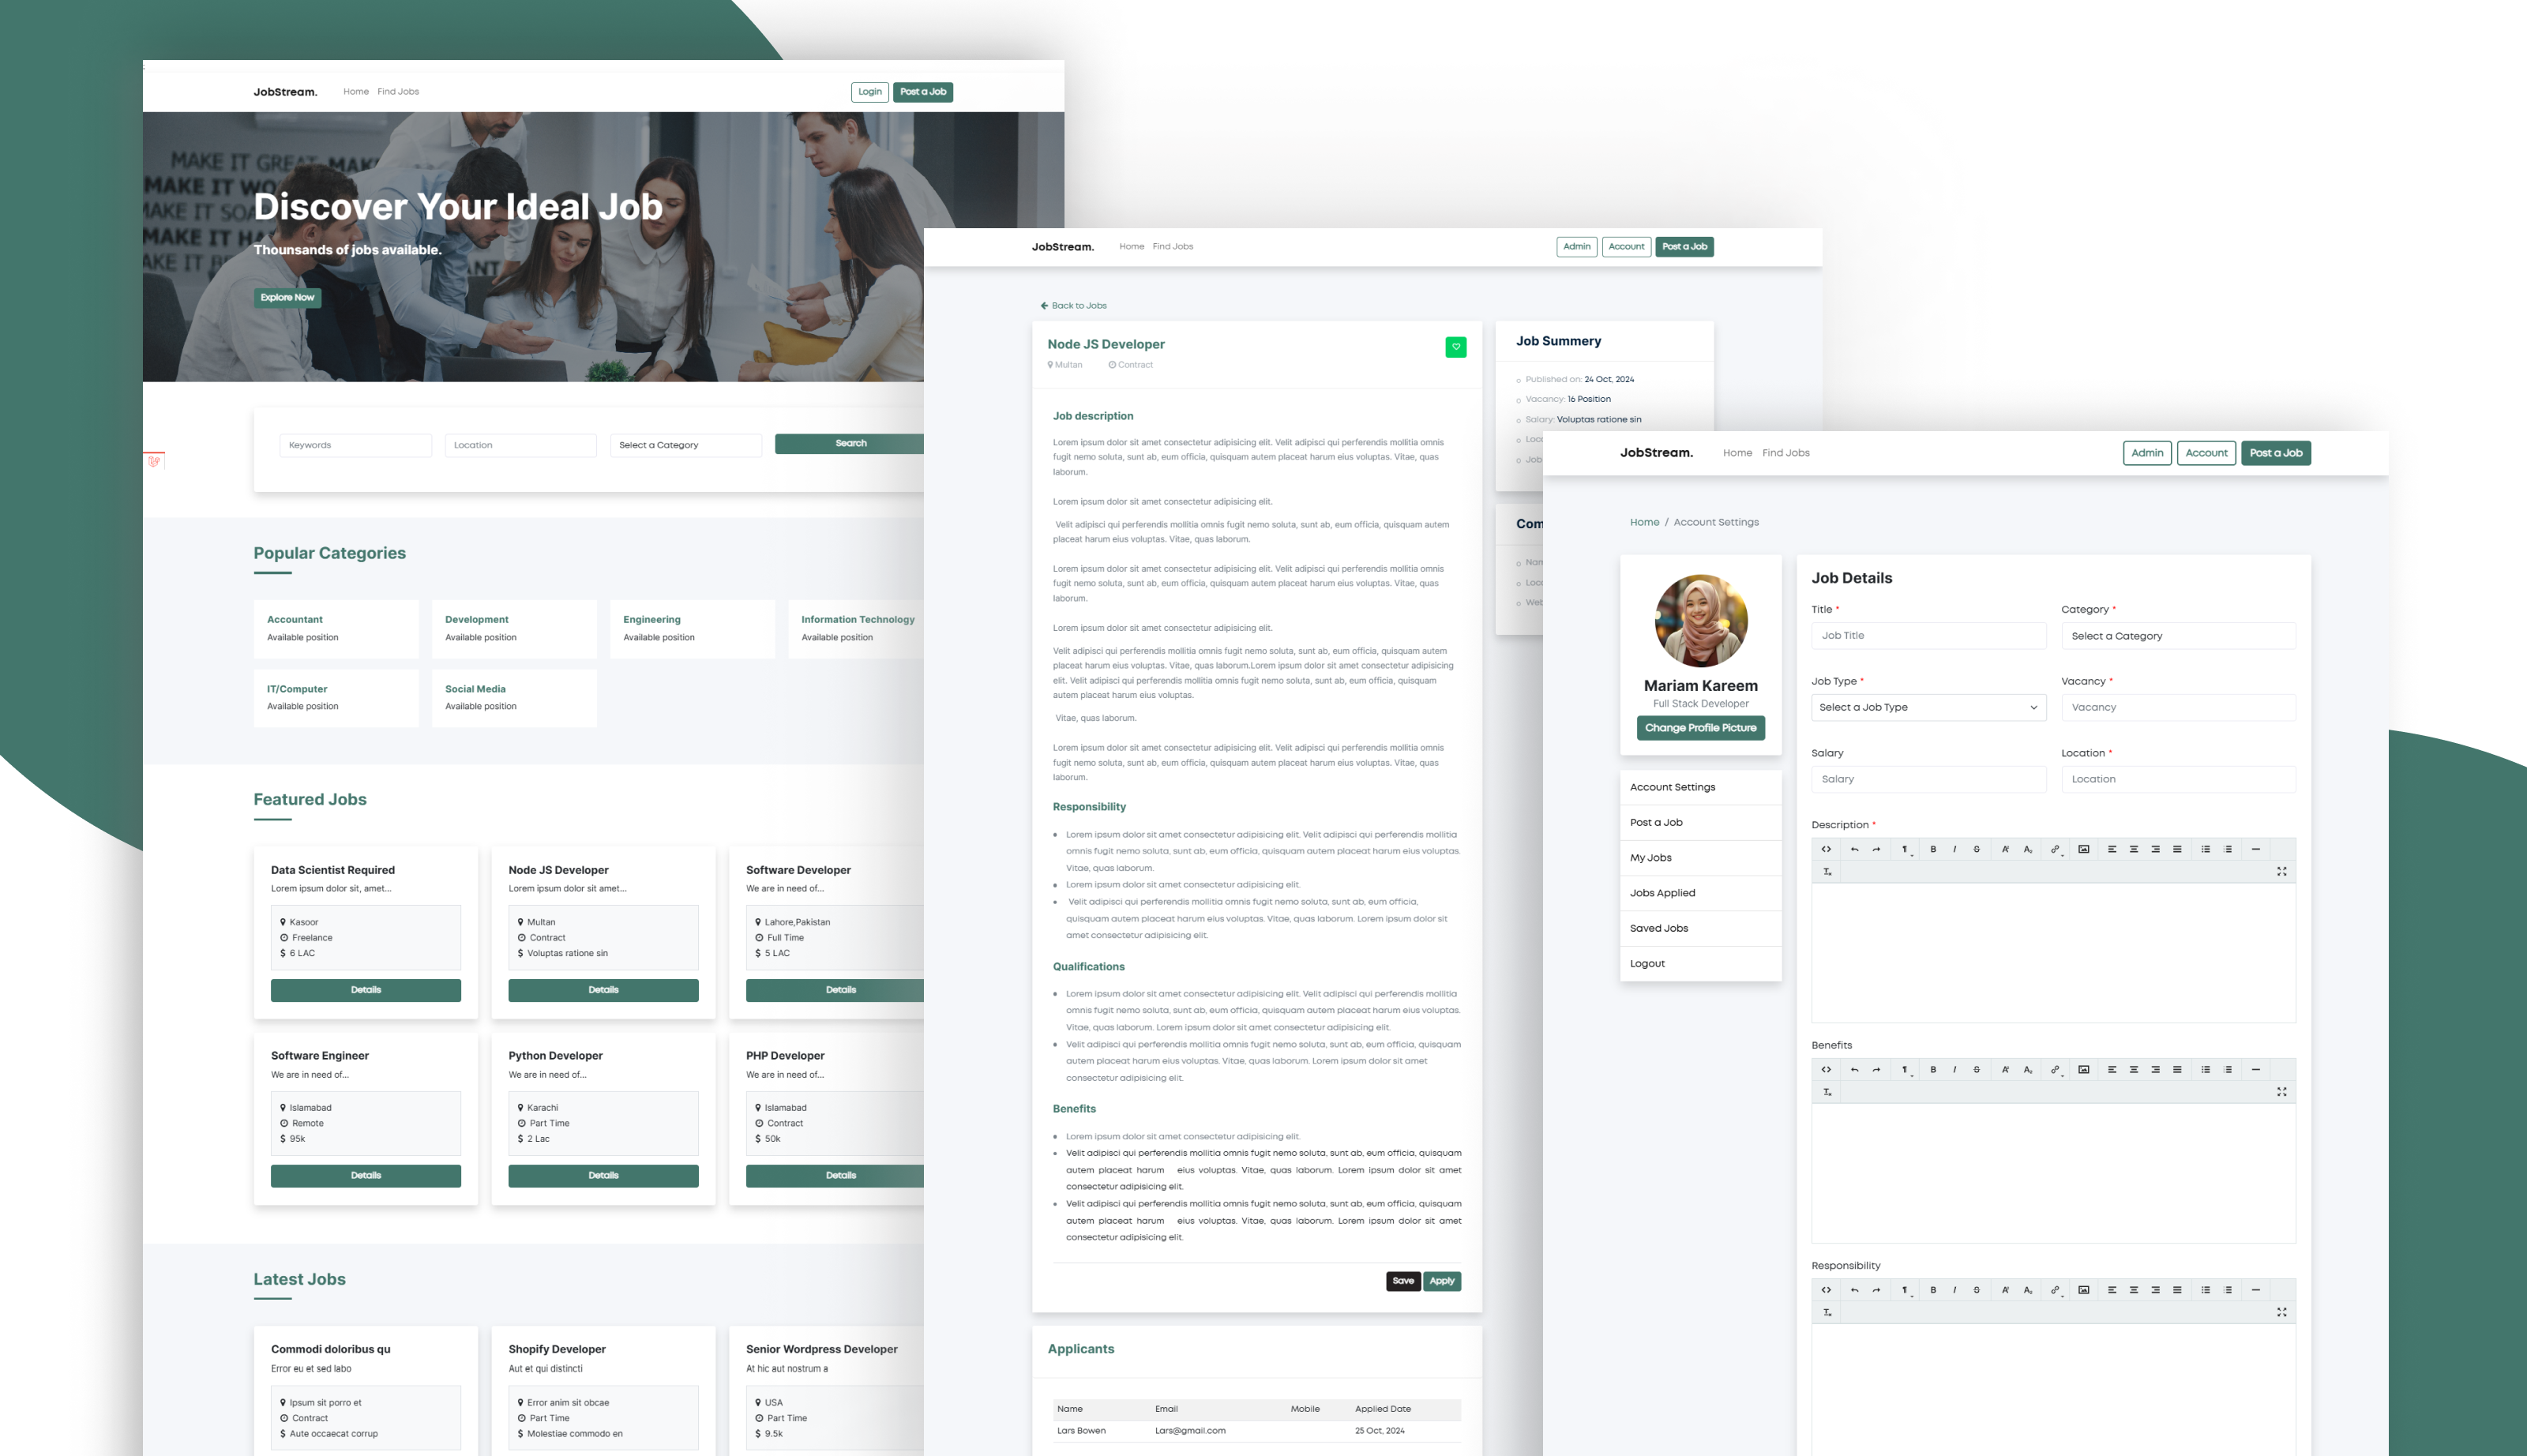 JobStream. Home Find Jobs Login Post a Job
MAKE IT GREAT MAK
MAKE IT WO
MAKE IT SOA
MAKE IT HA
MAKE IT B
ANT
Discover Your Ideal Job
Thounsands of jobs available.
Explore Now
Keywords Location Select a Category Search
Popular Categories
Accountant Development Engineering Information Technology
Available position Available position Available position Available position
IT/Computer Social Media
Available position Available position
Featured Jobs
Data Scientist Required Node JS Developer Software Developer
Lorem ipsum dolor sit, amet... Lorem ipsum dolor sit amet... We are in need of...
Kasoor Multan Lahore,Pakistan
Freelance Contract Full Time
$ 6 LAC $ Voluptas ratione sin $ 5 LAC
Details Details Details
Software Engineer Python Developer PHP Developer
We are in need of... We are in need of... We are in need of...
Islamabad Karachi Islamabad
Remote Part Time Contract
$ 95k $ 2 Lac $ 50k
Details Details Details
Latest Jobs
Commodi doloribus qu Shopify Developer Senior Wordpress Developer
Error eu et sed labo Aut et qui distincti At hic aut nostrum a
Ipsum sit porro et Error anim sit obcae USA
Contract Part Time Part Time
$ Aute occaecat corrup $ Molestiae commodo en $ 9.5k
JobStream. Home Find Jobs Admin Account Post a Job
Back to Jobs
Node JS Developer
Multan Contract
Job description
Lorem ipsum dolor sit amet consectetur adipisicing elit. Velit adipisci qui perferendis mollitia omnis
fugit nemo soluta, sunt ab, eum officia, quisquam autem placeat harum eius voluptas. Vitae, quas
laborum.
Lorem ipsum dolor sit amet consectetur adipisicing elit.
Velit adipisci qui perferendis mollitia omnis fugit nemo soluta, sunt ab, eum officia, quisquam autem
placeat harum eius voluptas. Vitae, quas laborum.
Lorem ipsum dolor sit amet consectetur adipisicing elit. Velit adipisci qui perferendis mollitia omnis
fugit nemo soluta, sunt ab, eum officia, quisquam autem placeat harum eius voluptas. Vitae, quas
laborum.
Lorem ipsum dolor sit amet consectetur adipisicing elit.
Velit adipisci qui perferendis mollitia omnis fugit nemo soluta, sunt ab, eum officia, quisquam autem
placeat harum eius voluptas. Vitae, quas laborum.Lorem ipsum dolor sit amet consectetur adipisicing
elit. Velit adipisci qui perferendis mollitia omnis fugit nemo soluta, sunt ab, eum officia, quisquam
autem placeat harum eius voluptas.
Vitae, quas laborum.
Lorem ipsum dolor sit amet consectetur adipisicing elit. Velit adipisci qui perferendis mollitia omnis
fugit nemo soluta, sunt ab, eum officia, quisquam autem placeat harum eius voluptas. Vitae, quas
laborum.
Responsibility
Lorem ipsum dolor sit amet consectetur adipisicing elit. Velit adipisci qui perferendis mollitia
omnis fugit nemo soluta, sunt ab, eum officia, quisquam autem placeat harum eius voluptas.
Vitae, quas laborum.
Lorem ipsum dolor sit amet consectetur adipisicing elit.
Velit adipisci qui perferendis mollitia omnis fugit nemo soluta, sunt ab, eum officia,
quisquam autem placeat harum eius voluptas. Vitae, quas laborum. Lorem ipsum dolor sit
amet consectetur adipisicing elit.
Qualifications
Lorem ipsum dolor sit amet consectetur adipisicing elit. Velit adipisci qui perferendis mollitia
omnis fugit nemo soluta, sunt ab, eum officia, quisquam autem placeat harum eius voluptas.
Vitae, quas laborum. Lorem ipsum dolor sit amet consectetur adipisicing elit.
Velit adipisci qui perferendis mollitia omnis fugit nemo soluta, sunt ab, eum officia, quisquam
autem placeat harum eius voluptas. Vitae, quas laborum. Lorem ipsum dolor sit amet
consectetur adipisicing elit.
Benefits
Lorem ipsum dolor sit amet consectetur adipisicing elit.
Velit adipisci qui perferendis mollitia omnis fugit nemo soluta, sunt ab, eum officia, quisquam
autem placeat harum eius voluptas. Vitae, quas laborum. Lorem ipsum dolor sit amet
consectetur adipisicing elit.
Velit adipisci qui perferendis mollitia omnis fugit nemo soluta, sunt ab, eum officia, quisquam
autem placeat harum eius voluptas. Vitae, quas laborum. Lorem ipsum dolor sit amet
consectetur adipisicing elit.
Save Apply
Applicants
Name Email Mobile Applied Date
Lars Bowen Lars@gmail.com 25 Oct, 2024
Job Summery
Published on: 24 Oct, 2024
Vacancy: 16 Position
Salary: Voluptas ratione sin
Loc
Job
Com
Nam
Loc
Web
JobStream. Home Find Jobs Admin Account Post a Job
Home / Account Settings
Mariam Kareem
Full Stack Developer
Change Profile Picture
Account Settings
Post a Job
My Jobs
Jobs Applied
Saved Jobs
Logout
Job Details
Title * Category *
Job Title Select a Category
Job Type * Vacancy *
Select a Job Type Vacancy
Salary Location *
Salary Location
Description *
Benefits
Responsibility